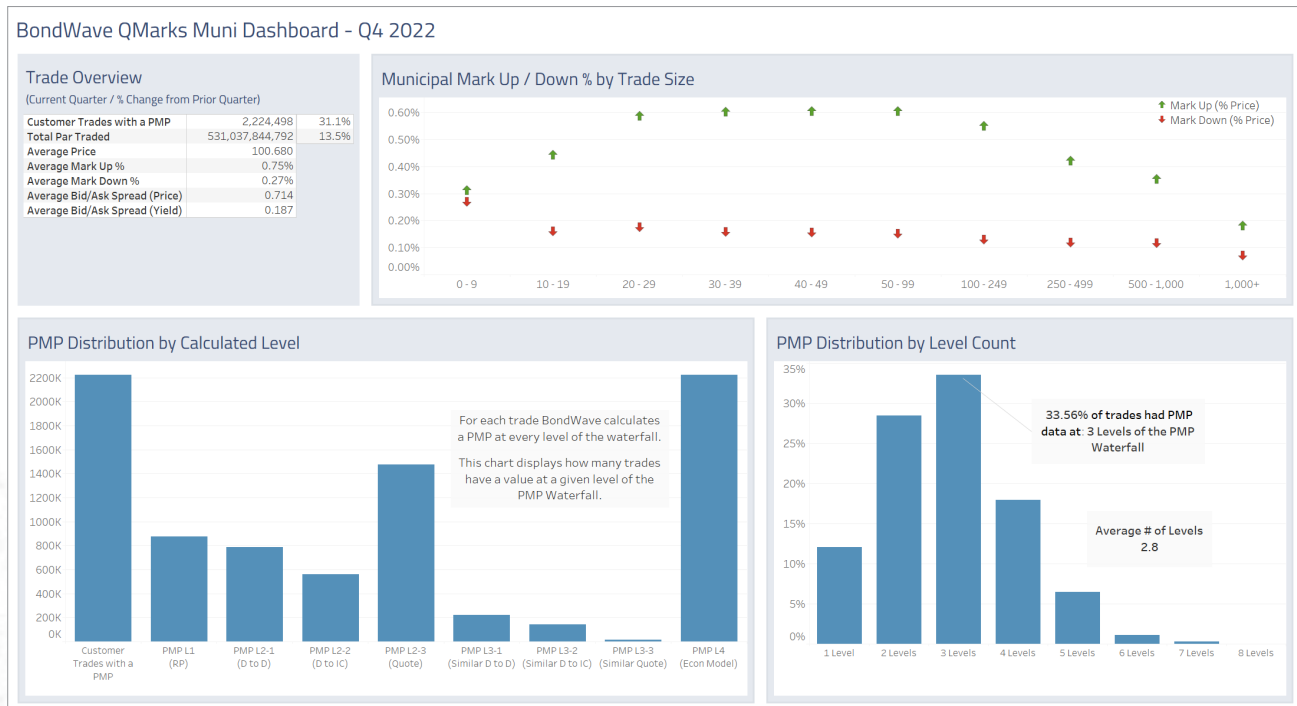 BondWave QMarks Muni Dashboard - Q4 2022
Trade Overview
(Current Quarter / % Change from Prior Quarter)
Customer Trades with a PMP 2,224,498 31.1%
Total Par Traded 531,037,844,792 13.5%
Average Price 100.680
Average Mark Up % 0.75%
Average Mark Down % 0.27%
Average Bid/Ask Spread (Price) 0.714
Average Bid/Ask Spread (Yield) 0.187
Municipal Mark Up / Down % by Trade Size
Mark Up (% Price)
Mark Down (% Price)
0.60%
0.50%
0.40%
0.30%
0.20%
0.10%
0.00%
0 - 9 10 - 19 20 - 29 30 - 39 40 - 49 50 - 99 100 - 249 250 - 499 500 - 1,000 1,000+
PMP Distribution by Calculated Level
2200K
2000K
1800K
1600K
1400K
1200K
1000K
800K
600K
400K
200K
0K
For each trade BondWave calculates
a PMP at every level of the waterfall.
This chart displays how many trades
have a value at a given level of the
PMP Waterfall.
Customer PMP L1 PMP L2-1 PMP L2-2 PMP L2-3 PMP L3-1 PMP L3-2 PMP L3-3 PMP L4
Trades with a (RP) (D to D) (D to IC) (Quote) (Similar D to D) (Similar D to IC) (Similar Quote) (Econ Model)
PMP
PMP Distribution by Level Count
35%
30%
25%
20%
15%
10%
5%
0%
33.56% of trades had PMP
data at: 3 Levels of the PMP
Waterfall
Average # of Levels
2.8
1 Level 2 Levels 3 Levels 4 Levels 5 Levels 6 Levels 7 Levels 8 Levels